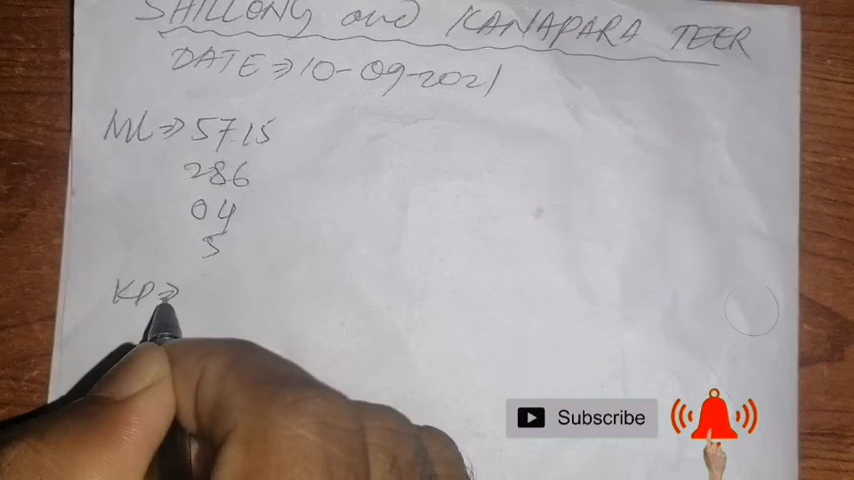 SHILLONG and KANAPARA TEER
DATE ⇒ 10-09-2021
ML ⇒ 5715
286
04
5
KP ⇒
Subscribe